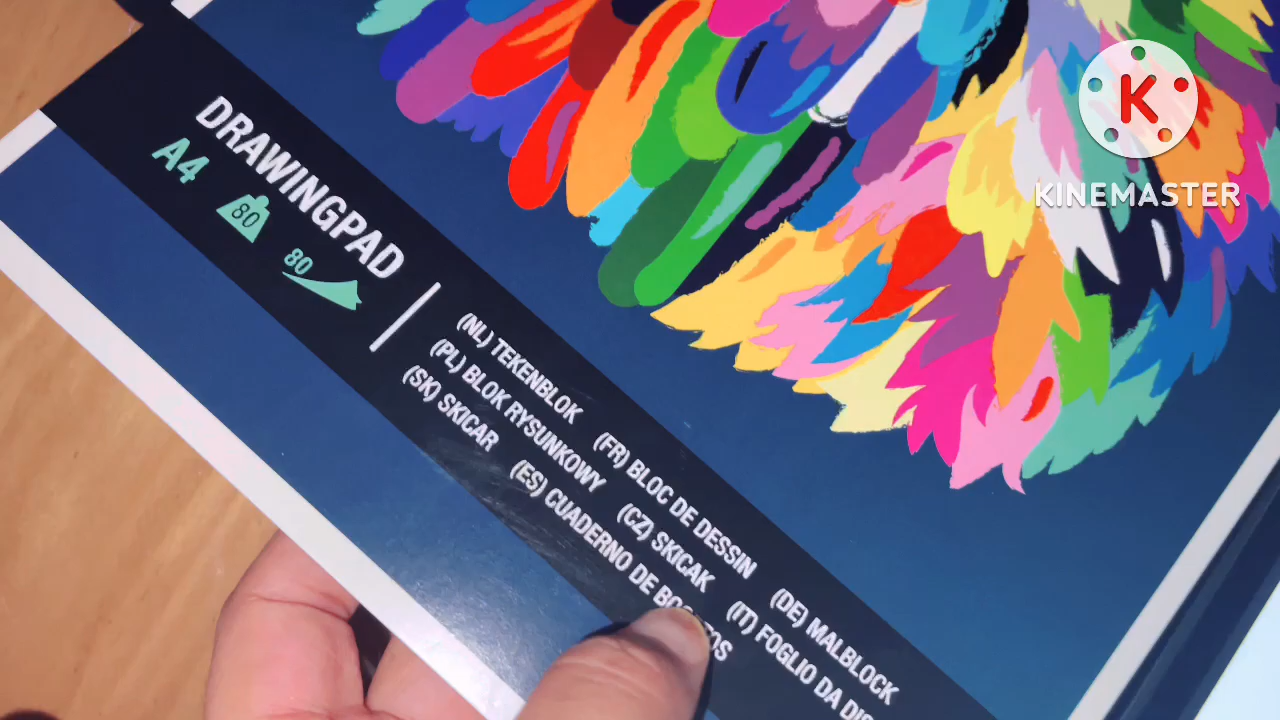 DRAWINGPAD
A4
80
80
(NL) TEKENBLOK (FR) BLOC DE DESSIN (DE) MALBLOCK
(PL) BLOK RYSUNKOWY (CZ) SKICAK (IT) FOGLIO DA
(SK) SKICAR (ES) CUADERNO DE
K
KINEMASTER